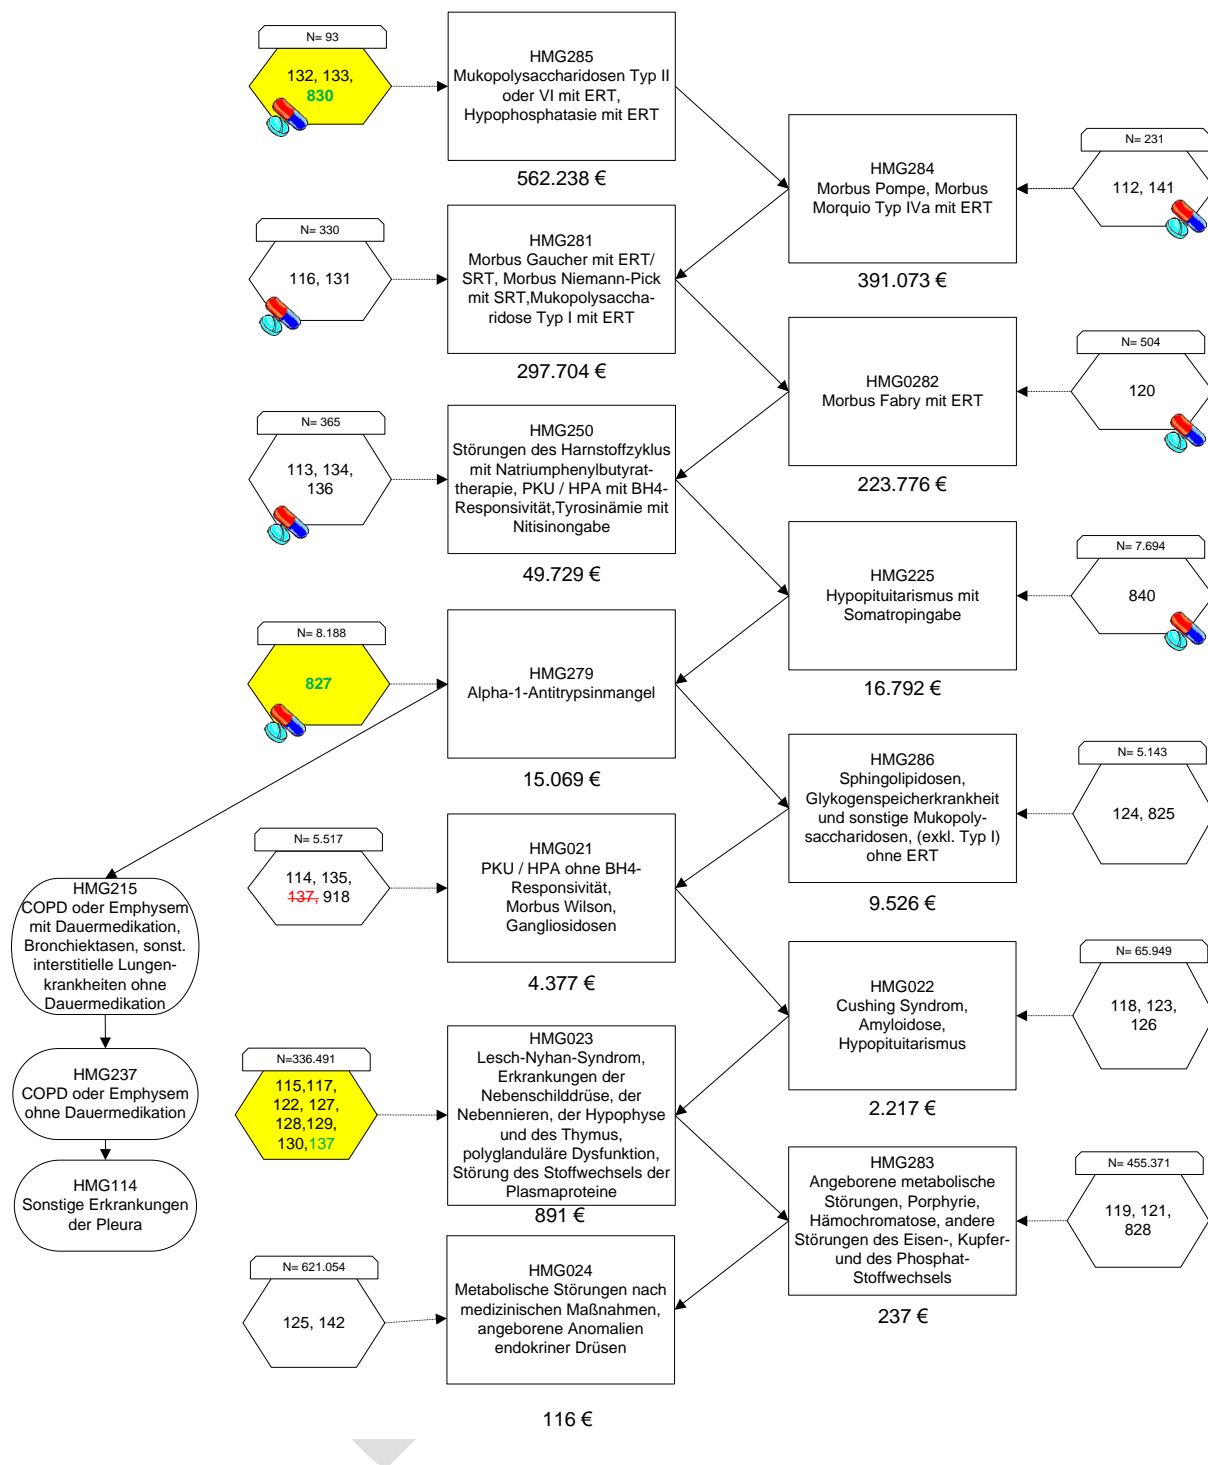 N= 93
132, 133,
830
HMG285
Mukopolysaccharidosen Typ II
oder VI mit ERT,
Hypophosphatasie mit ERT
562.238 €
HMG284
Morbus Pompe, Morbus
Morquio Typ IVa mit ERT
391.073 €
N= 231
112, 141
N= 330
116, 131
HMG281
Morbus Gaucher mit ERT/
SRT, Morbus Niemann-Pick
mit SRT,Mukopolysaccha-
ridose Typ I mit ERT
297.704 €
HMG0282
Morbus Fabry mit ERT
223.776 €
N= 504
120
N= 365
113, 134,
136
HMG250
Störungen des Harnstoffzyklus
mit Natriumphenylbutyrat-
therapie, PKU / HPA mit BH4-
Responsivität,Tyrosinämie mit
Nitisinongabe
49.729 €
HMG225
Hypopituitarismus mit
Somatropingabe
16.792 €
N= 7.694
840
N= 8.188
827
HMG279
Alpha-1-Antitrypsinmangel
15.069 €
HMG286
Sphingolipidosen,
Glykogenspeicherkrankheit
und sonstige Mukopoly-
saccharidosen, (exkl. Typ I)
ohne ERT
9.526 €
N= 5.143
124, 825
N= 5.517
114, 135,
137, 918
HMG021
PKU / HPA ohne BH4-
Responsivität,
Morbus Wilson,
Gangliosidosen
4.377 €
HMG215
COPD oder Emphysem
mit Dauermedikation,
Bronchiektasen, sonst.
interstitielle Lungen-
krankheiten ohne
Dauermedikation
HMG022
Cushing Syndrom,
Amyloidose,
Hypopituitarismus
2.217 €
N= 65.949
118, 123,
126
HMG237
COPD oder Emphysem
ohne Dauermedikation
N=336.491
115,117,
122, 127,
128,129,
130,137
HMG023
Lesch-Nyhan-Syndrom,
Erkrankungen der
Nebenschilddrüse, der
Nebennieren, der Hypophyse
und des Thymus,
polyglanduläre Dysfunktion,
Störung des Stoffwechsels der
Plasmaproteine
891 €
HMG114
Sonstige Erkrankungen
der Pleura
HMG283
Angeborene metabolische
Störungen, Porphyrie,
Hämochromatose, andere
Störungen des Eisen-, Kupfer-
und des Phosphat-
Stoffwechsels
237 €
N= 455.371
119, 121,
828
N= 621.054
125, 142
HMG024
Metabolische Störungen nach
medizinischen Maßnahmen,
angeborene Anomalien
endokriner Drüsen
116 €